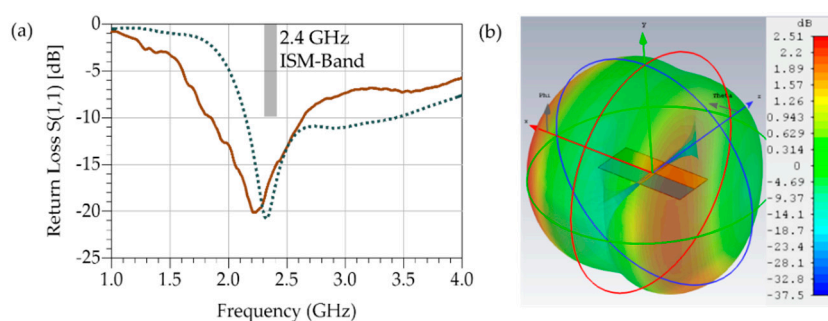 (a)
0
-5
-10
-15
-20
-25
Return Loss S(1,1) [dB]
2.4 GHz
ISM-Band
1.0 1.5 2.0 2.5 3.0 3.5 4.0
Frequency (GHz)
(b)
Y
Phi
Theta
x
z
dB
2.51
2.2
1.89
1.57
1.26
0.943
0.629
0.314
0
-4.69
-9.37
-14.1
-18.7
-23.4
-28.1
-32.8
-37.5